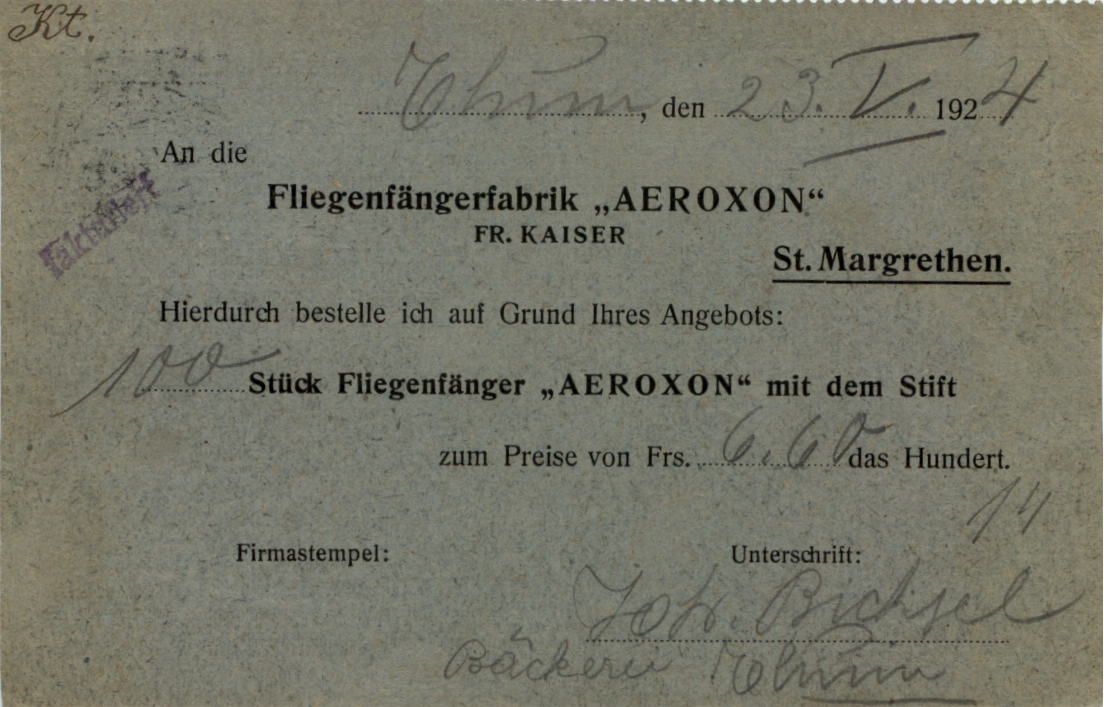 Kt.
Thun, den 23. V. 1924
An die
Fliegenfängerfabrik „AEROXON“
FR. KAISER
St. Margrethen.
Hierdurch bestelle ich auf Grund Ihres Angebots:
100 Stück Fliegenfänger „AEROXON“ mit dem Stift
zum Preise von Frs. 6.60 das Hundert.
14
Firmastempel:
Unterschrift:
Joh. Bichsel
Bäckerei Thun